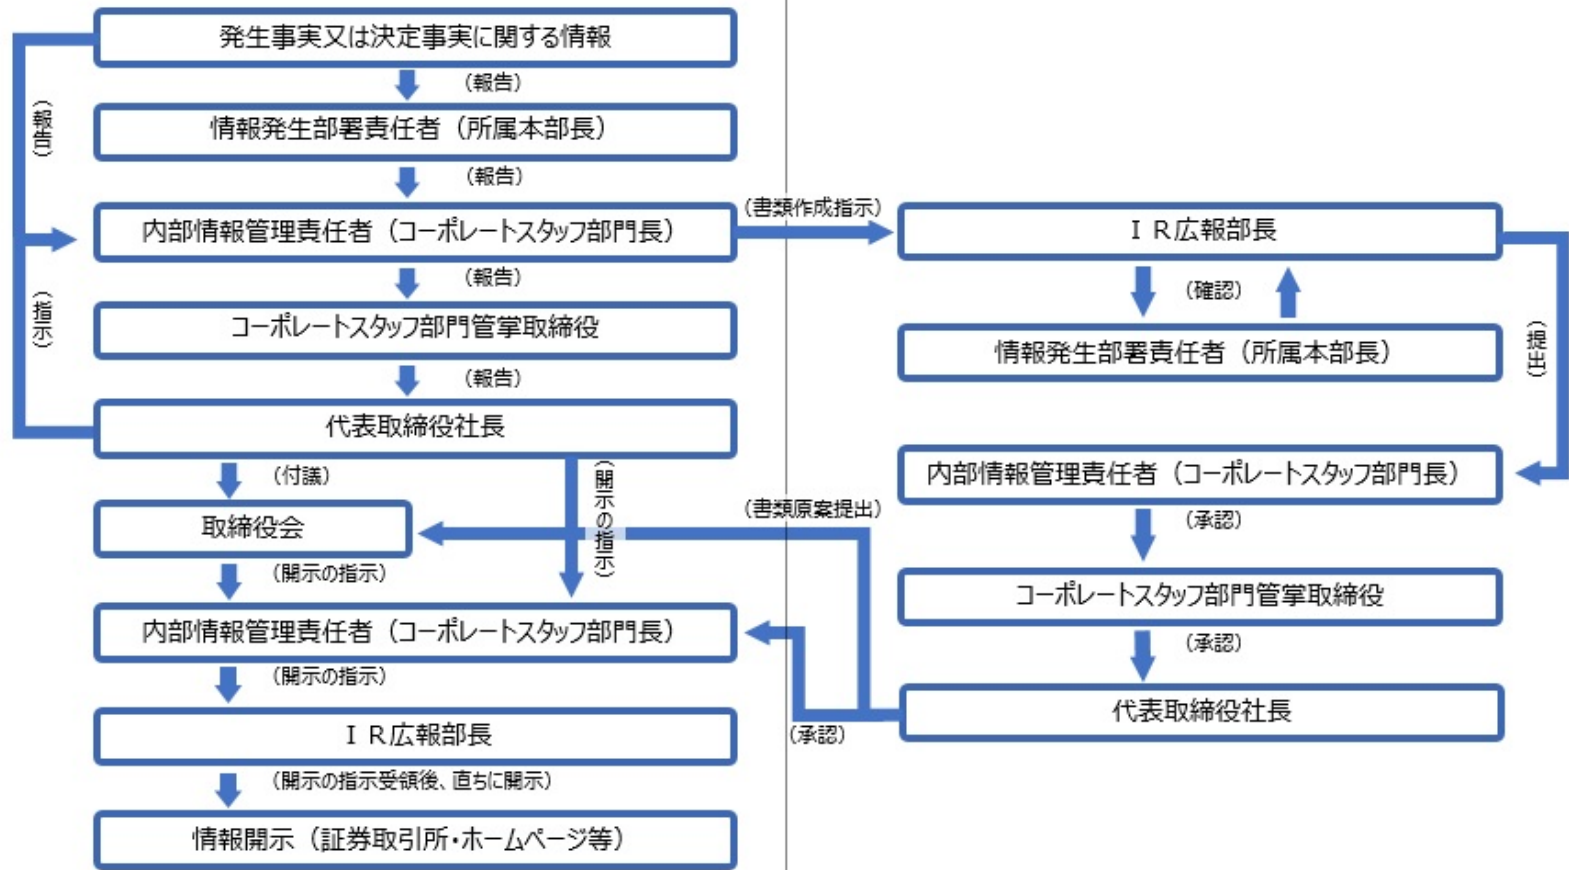 発生事実又は決定事実に関する情報
（報告）
（報告）
情報発生部署責任者（所属本部長）
（報告）
内部情報管理責任者（コーポレートスタッフ部門長）
（報告）
（指示）
コーポレートスタッフ部門管掌取締役
（報告）
代表取締役社長
（付議）
（開示の指示）
取締役会
（開示の指示）
内部情報管理責任者（コーポレートスタッフ部門長）
（開示の指示）
ＩＲ広報部長
（開示の指示受領後、直ちに開示）
情報開示（証券取引所・ホームページ等）
（書類作成指示）
ＩＲ広報部長
（確認）
情報発生部署責任者（所属本部長）
（提出）
内部情報管理責任者（コーポレートスタッフ部門長）
（承認）
コーポレートスタッフ部門管掌取締役
（承認）
代表取締役社長
（書類原案提出）
（承認）